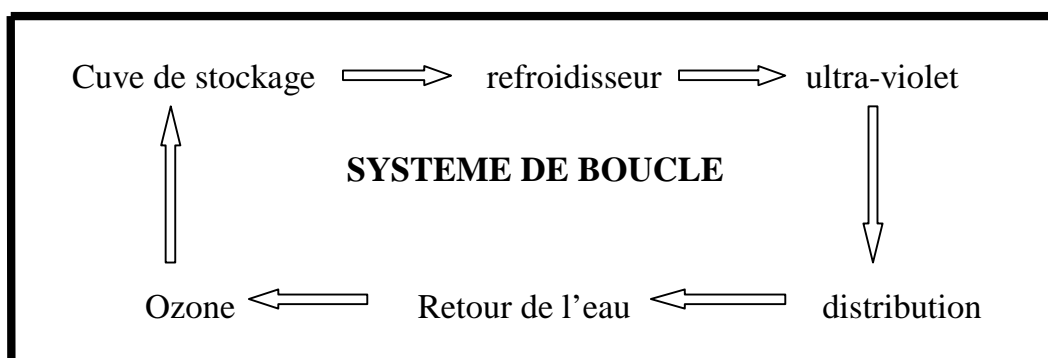 Cuve de stockage refroidisseur ultra-violet
SYSTEME DE BOUCLE
Ozone Retour de l’eau distribution